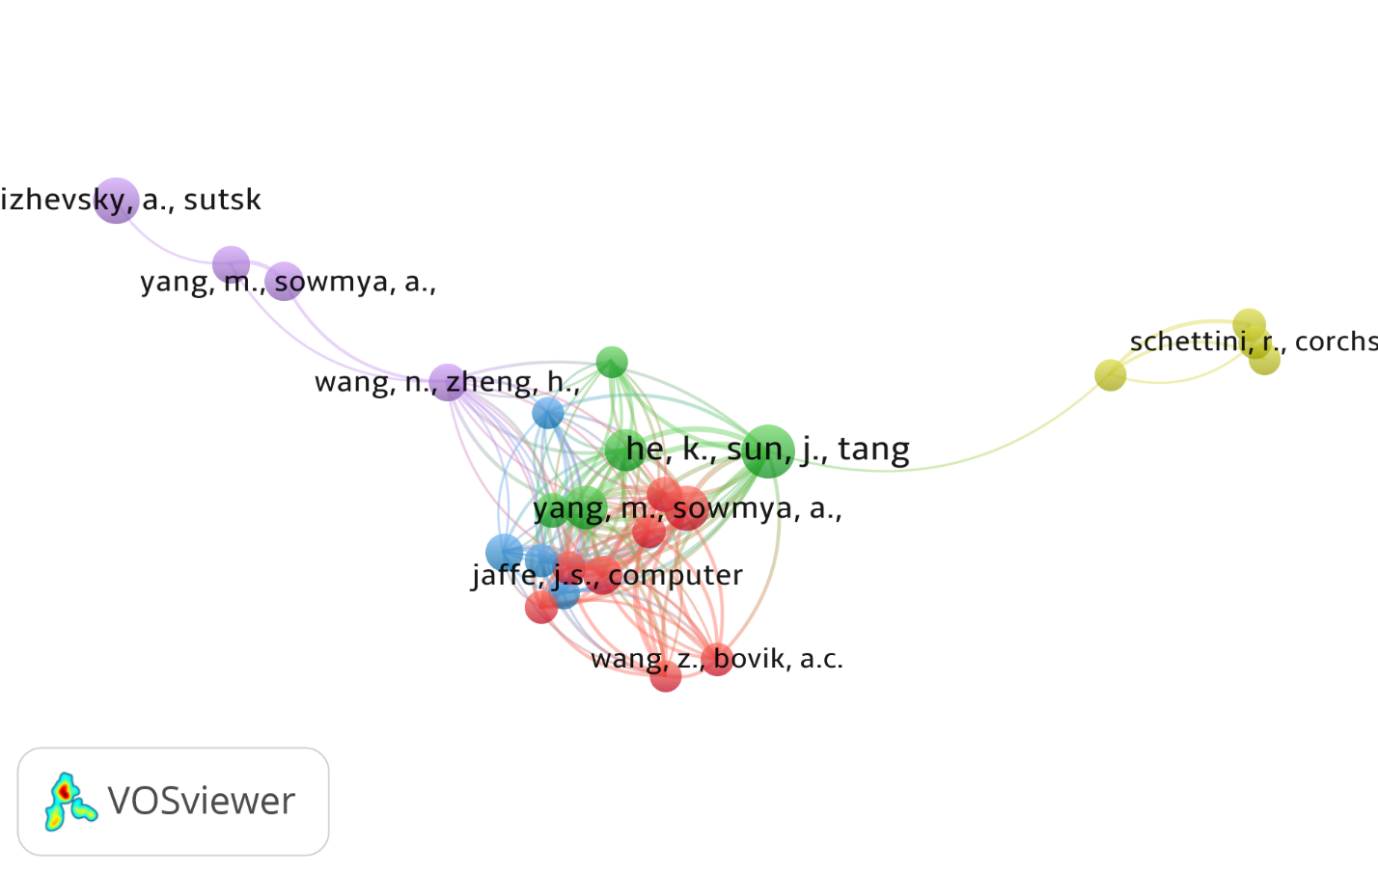 izhevsky, a., sutsk
yang, m., sowmya, a.,
schettini, r., corchs
wang, n., zheng, h.,
he, k., sun, j., tang
yang, m., sowmya, a.,
jaffe, j.s., computer
wang, z., bovik, a.c.
VOSviewer